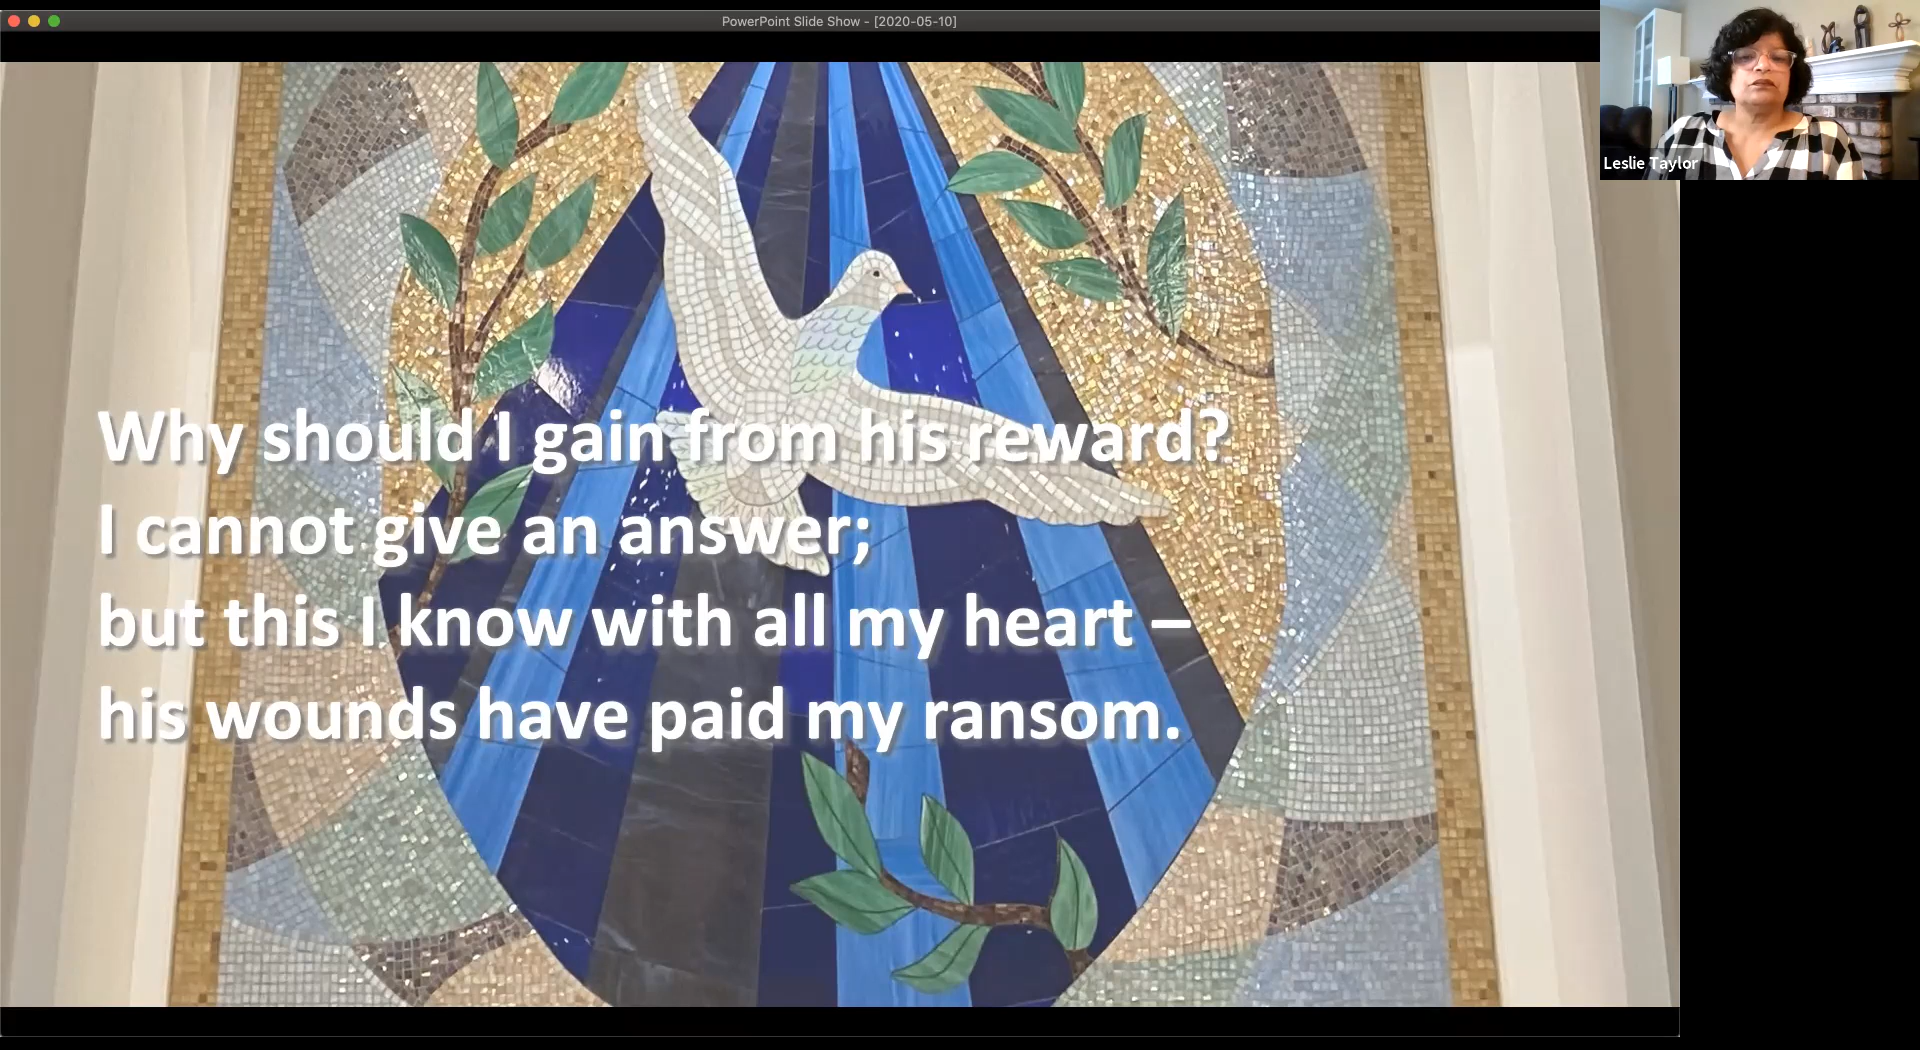 PowerPoint Slide Show - [2020-05-10]
Leslie Taylor
Why should I gain from his reward?
I cannot give an answer;
but this I know with all my heart –
his wounds have paid my ransom.